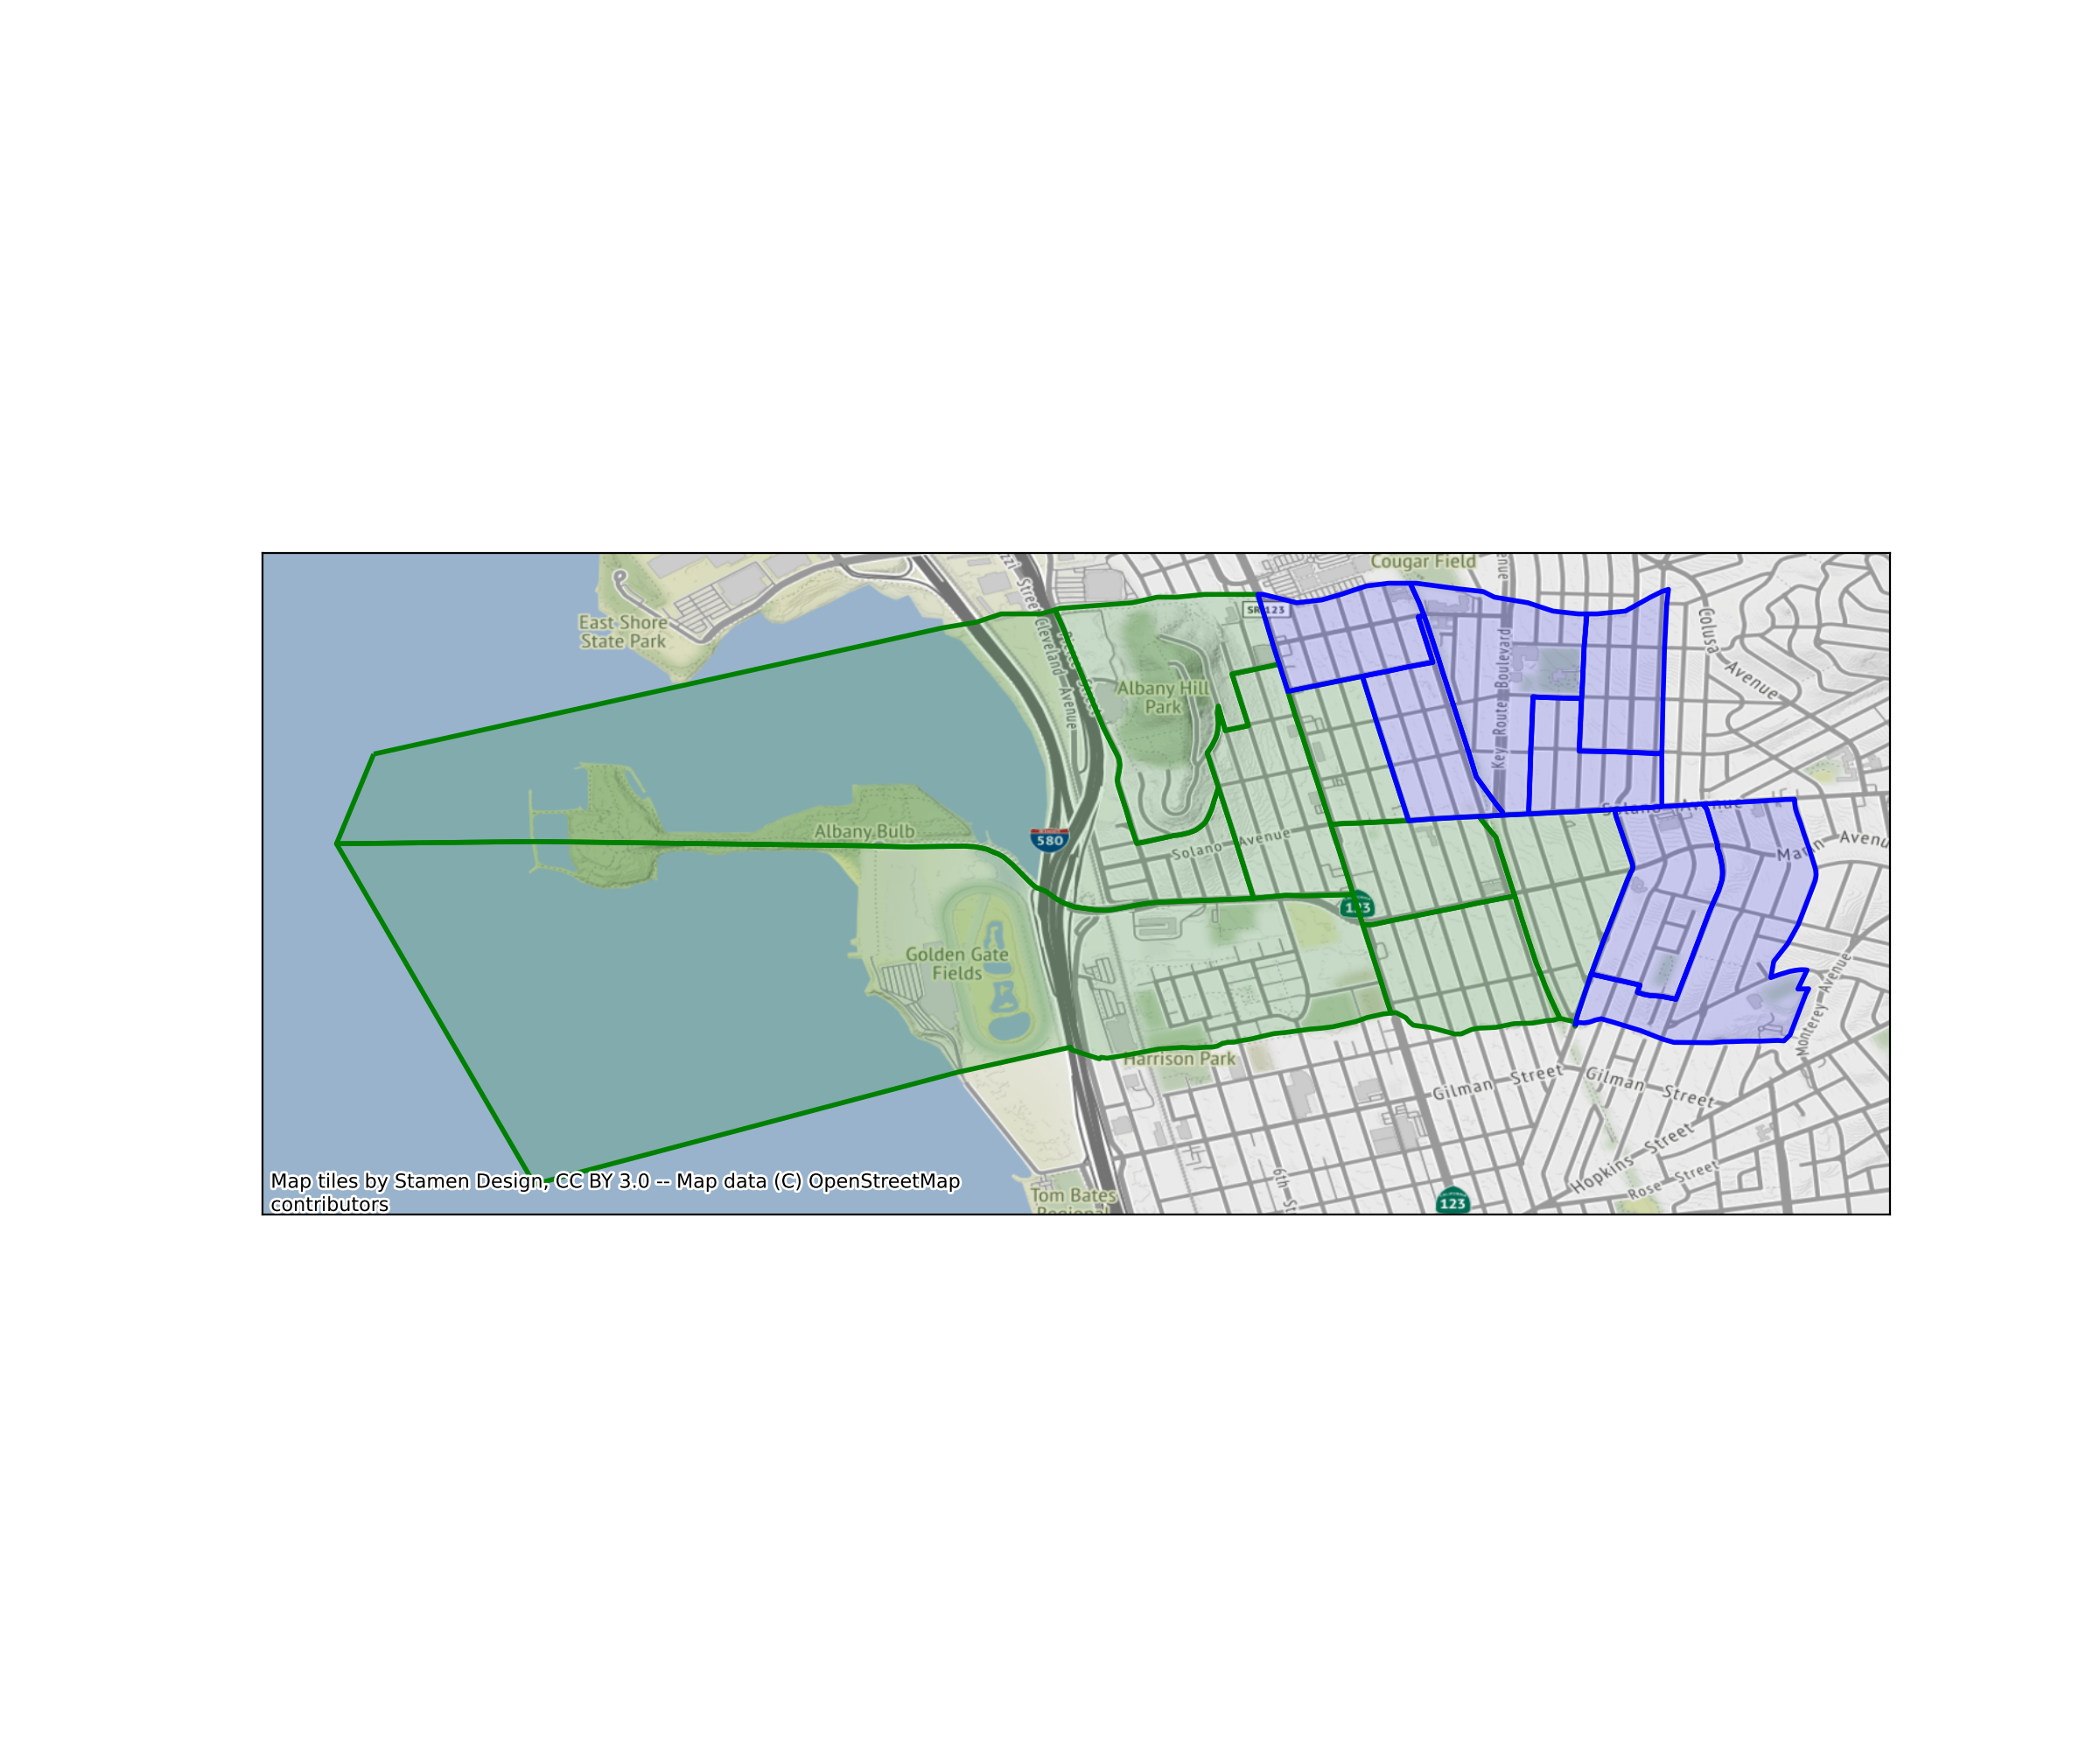 Cougar Field
East Shore
State Park
SR 123
Cleveland Avenue
Colusa Avenue
Key Route Boulevard
Albany Hill
Park
Albany Bulb
580
Solano Avenue
Solano Avenue
Marin Avenu
123
Golden Gate
Fields
Monterey Avenue
Harrison Park
Gilman Street
Gilman Street
Hopkins Street
Rose Street
6th St
123
Tom Bates
Regional
Map tiles by Stamen Design, CC BY 3.0 -- Map data (C) OpenStreetMap
contributors